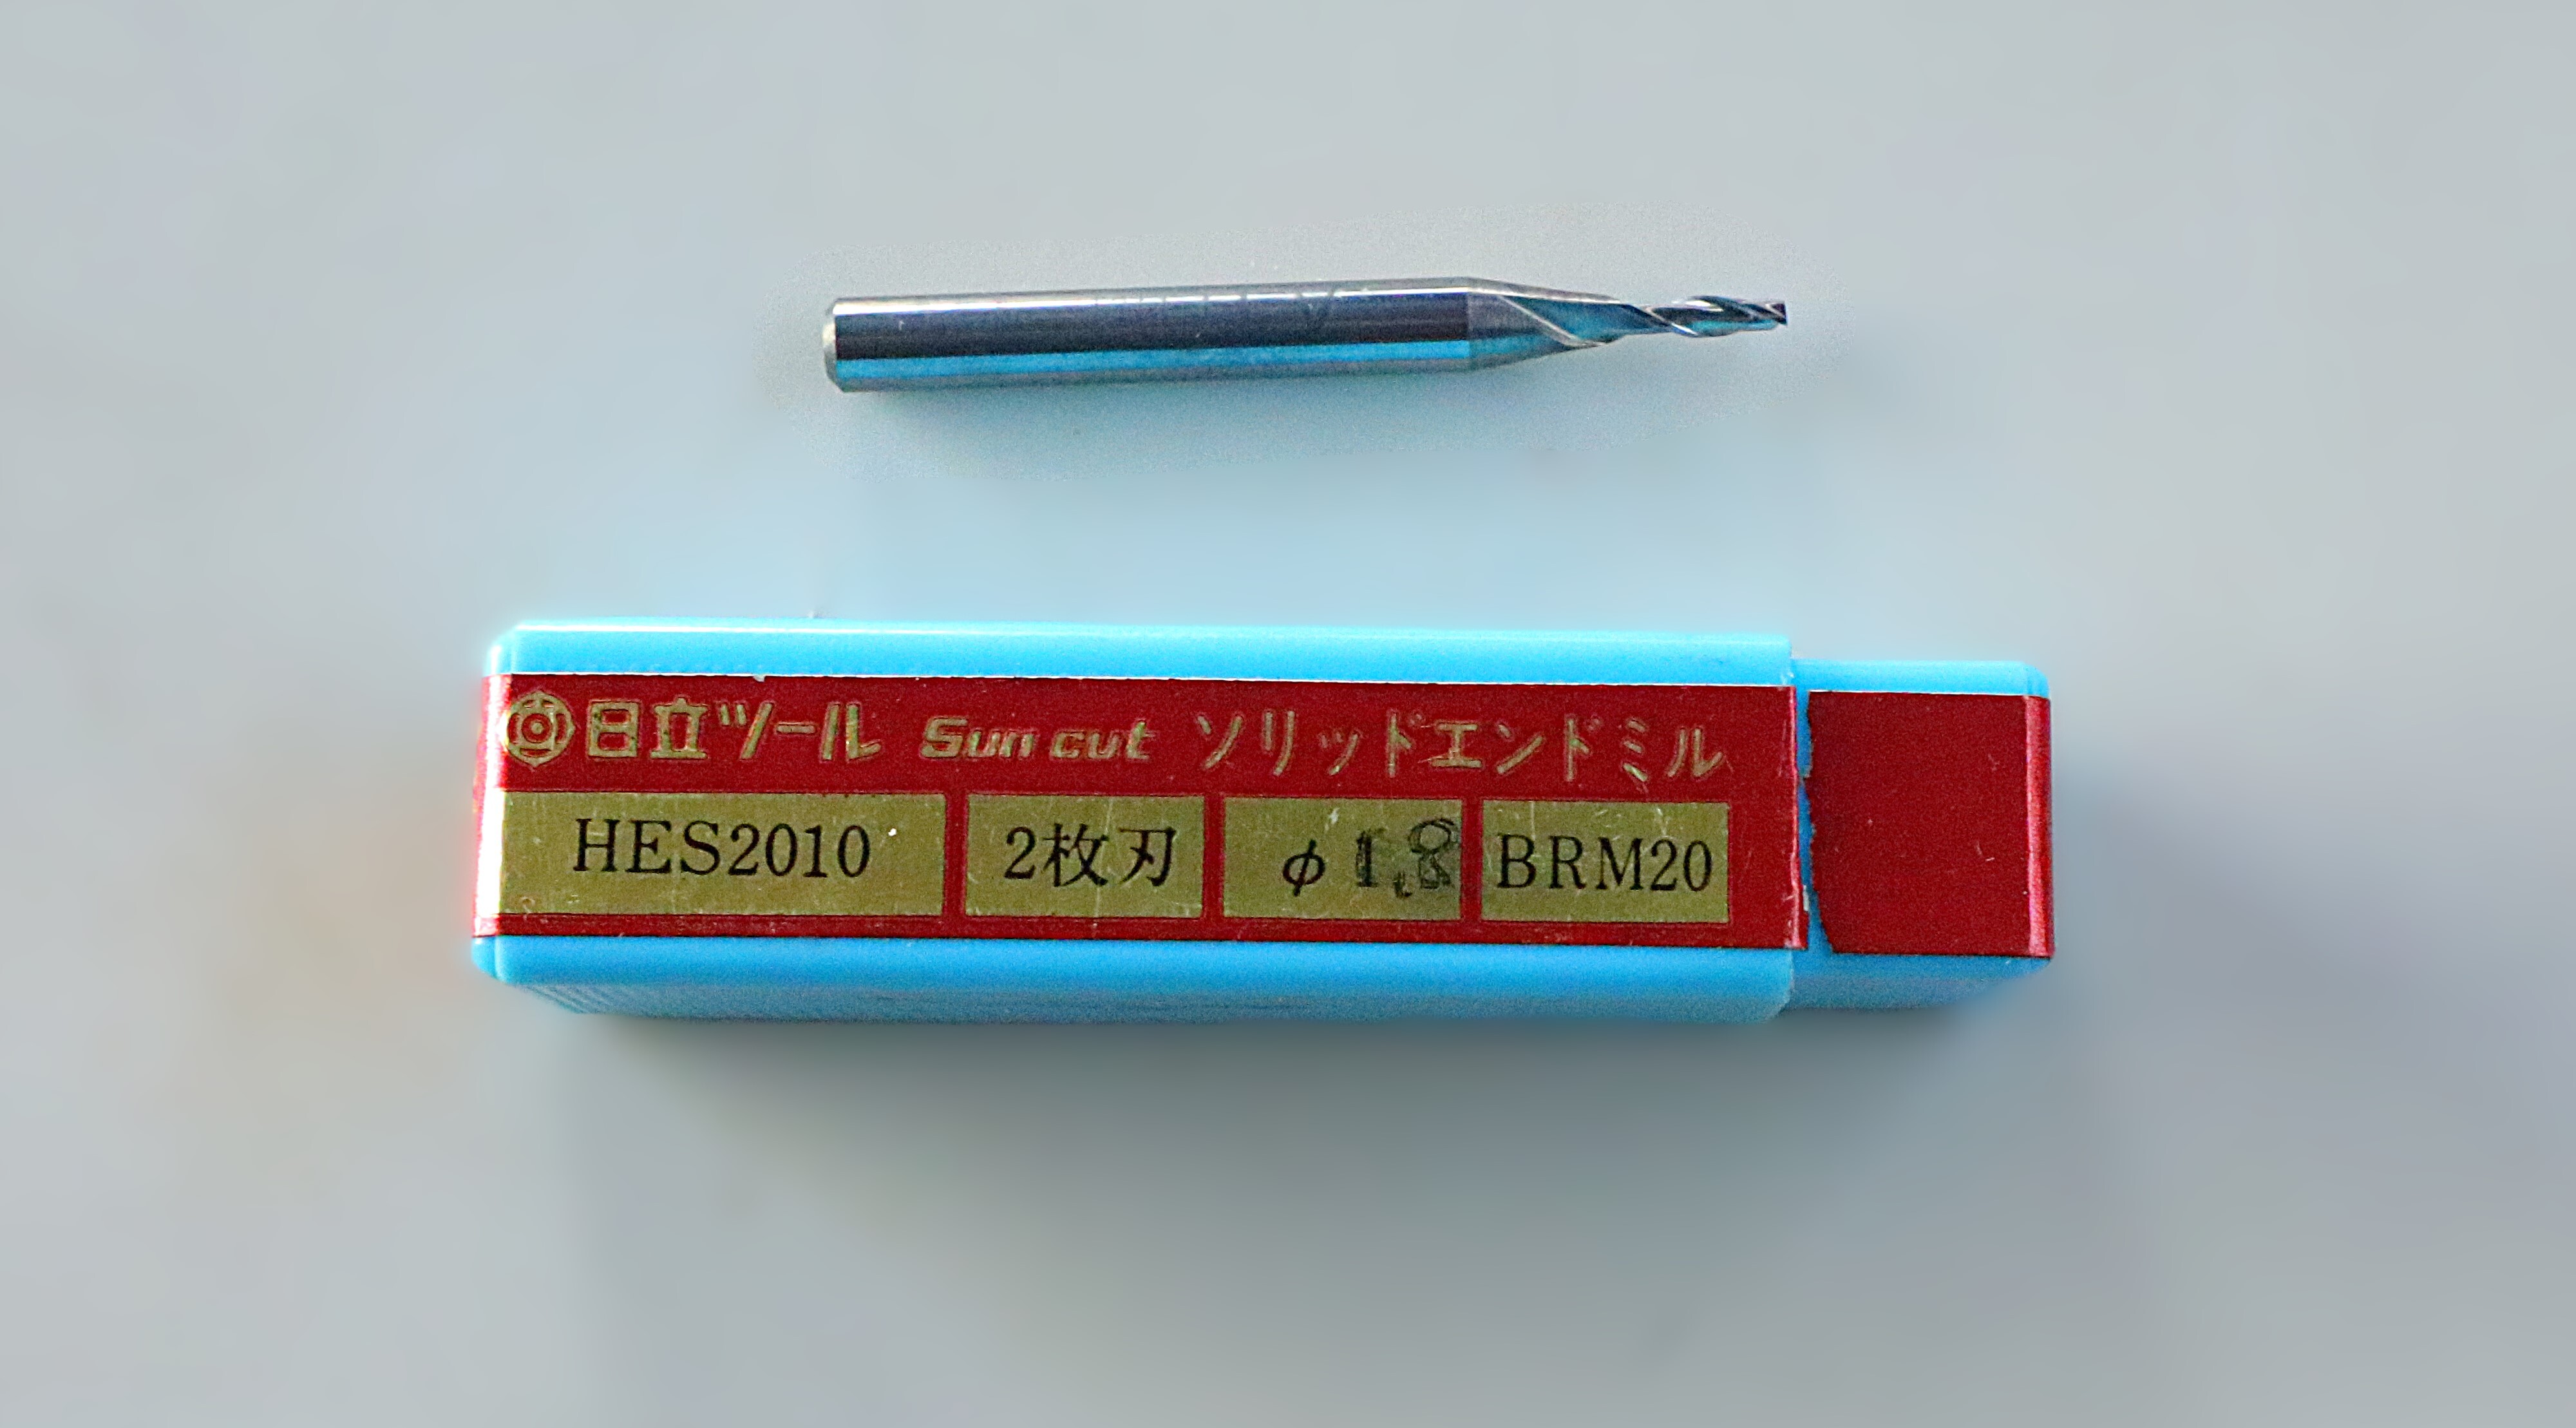 日立ツール Sun cut ソリッドエンドミル
HES2010 2枚刃 φ 1.8 BRM20